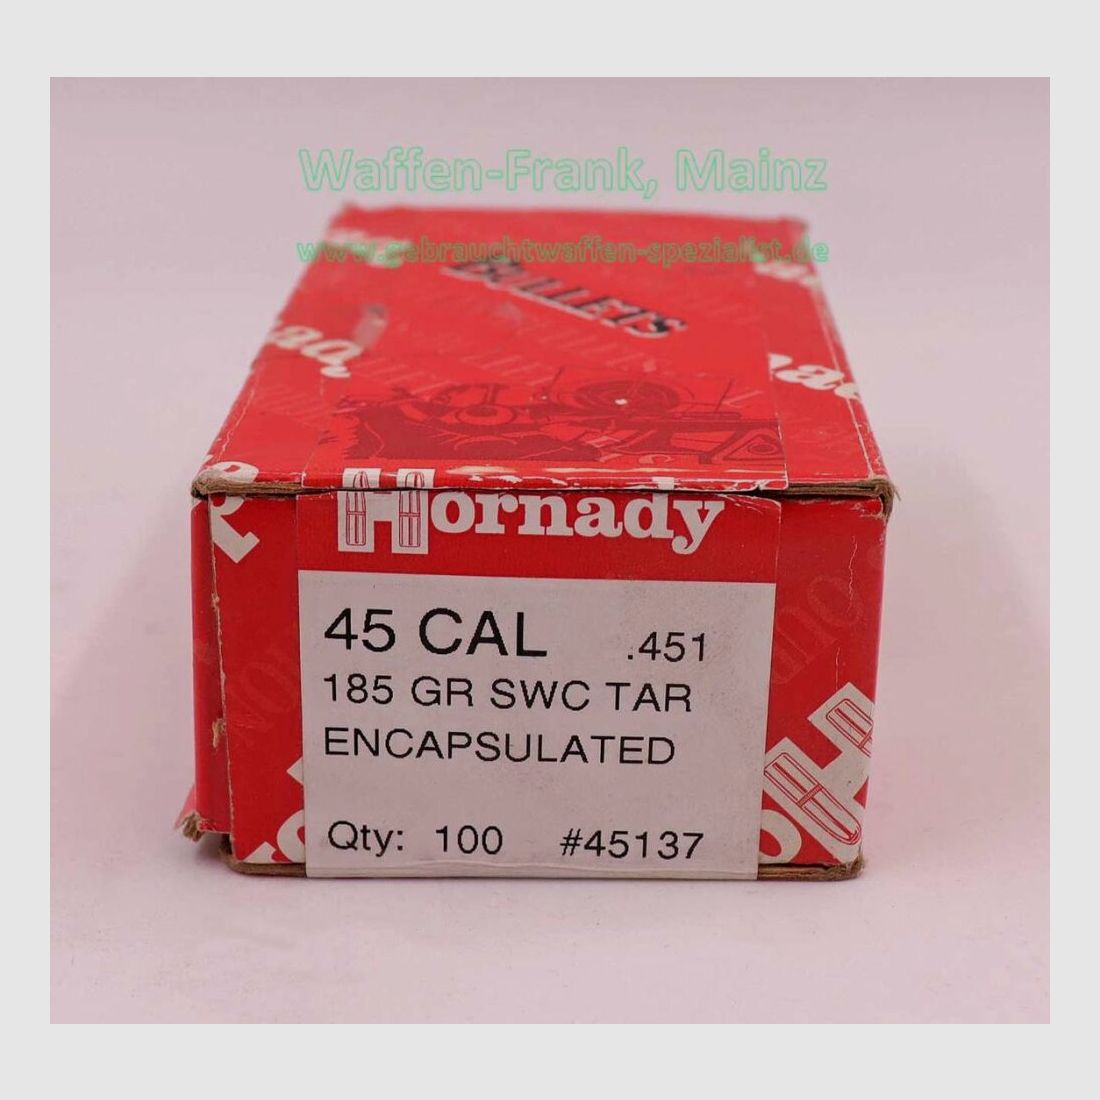 Waffen-Frank, Mainz
www.gebrauchtwaffen-spezialist.de
BULLETS
Hornady
45 CAL .451
185 GR SWC TAR
ENCAPSULATED
Qty: 100 #45137